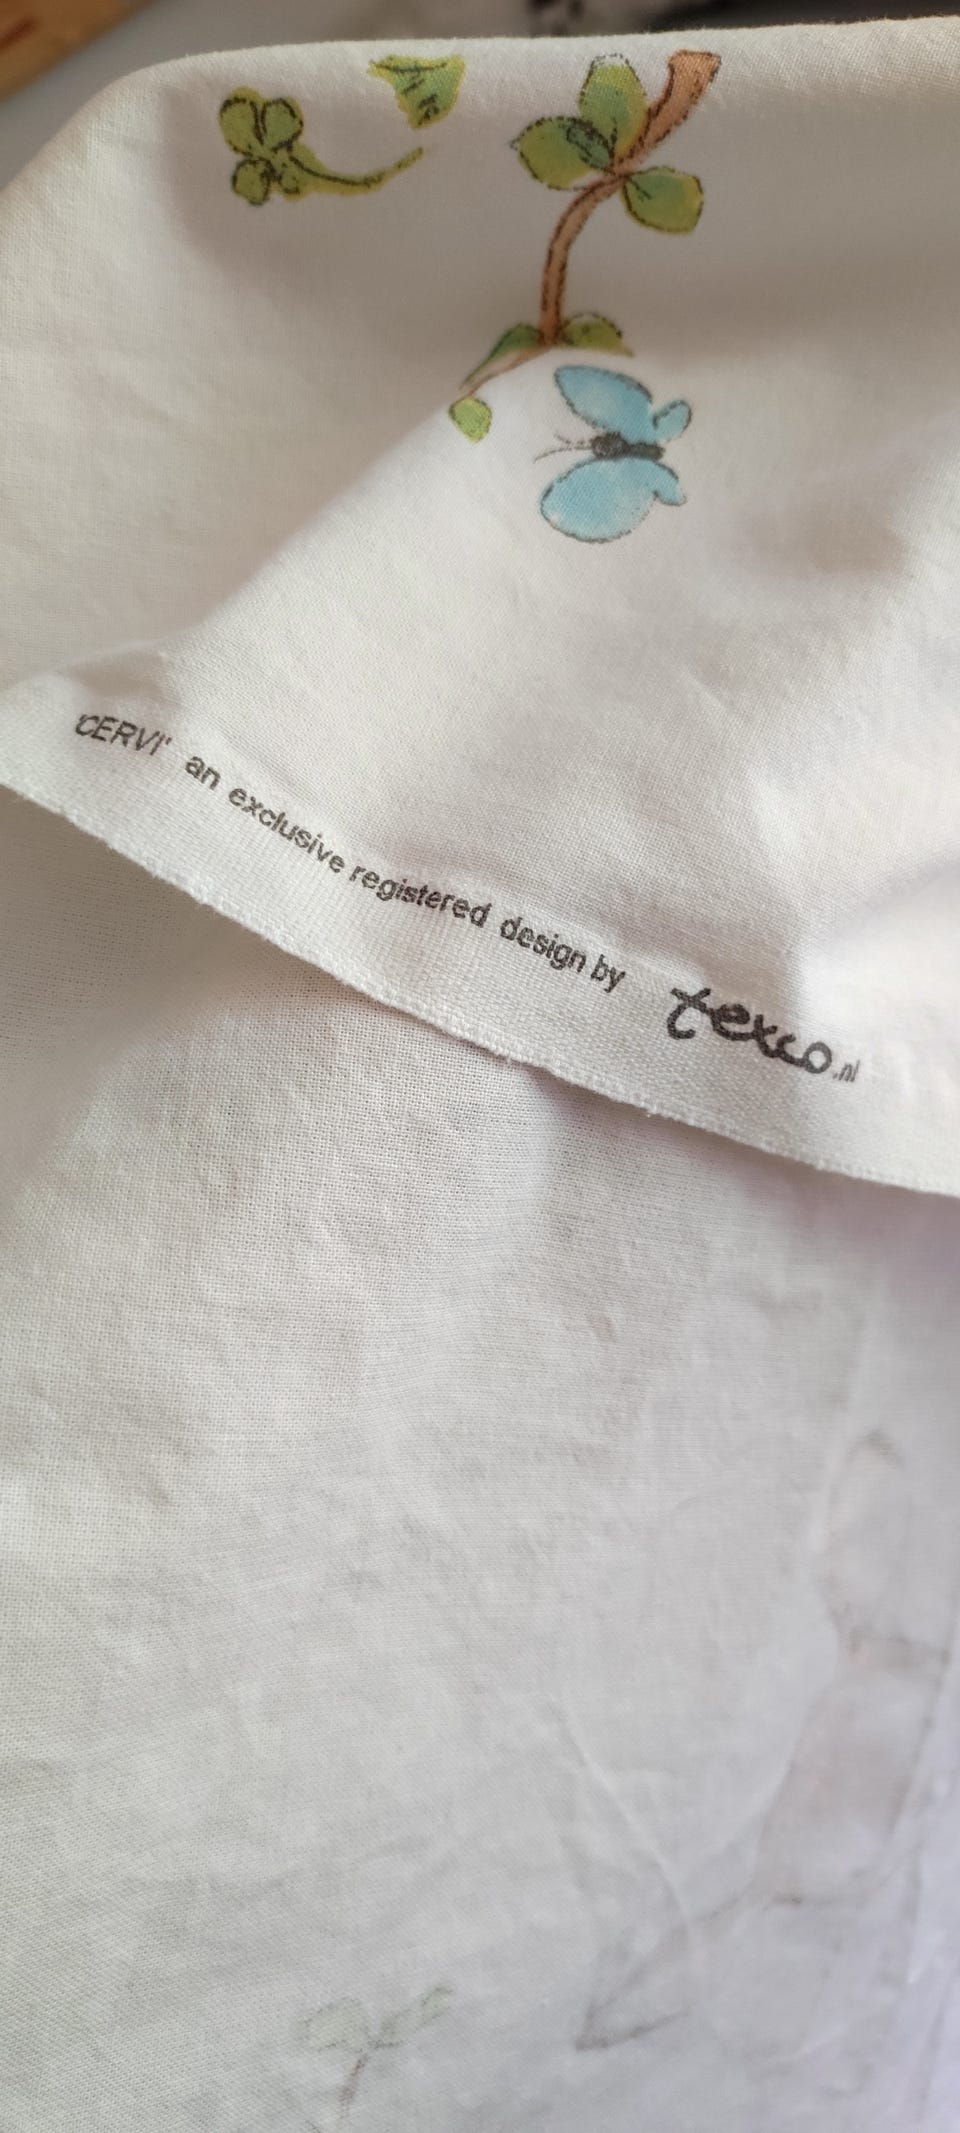 'CERVI' an exclusive registered design by texco.nl